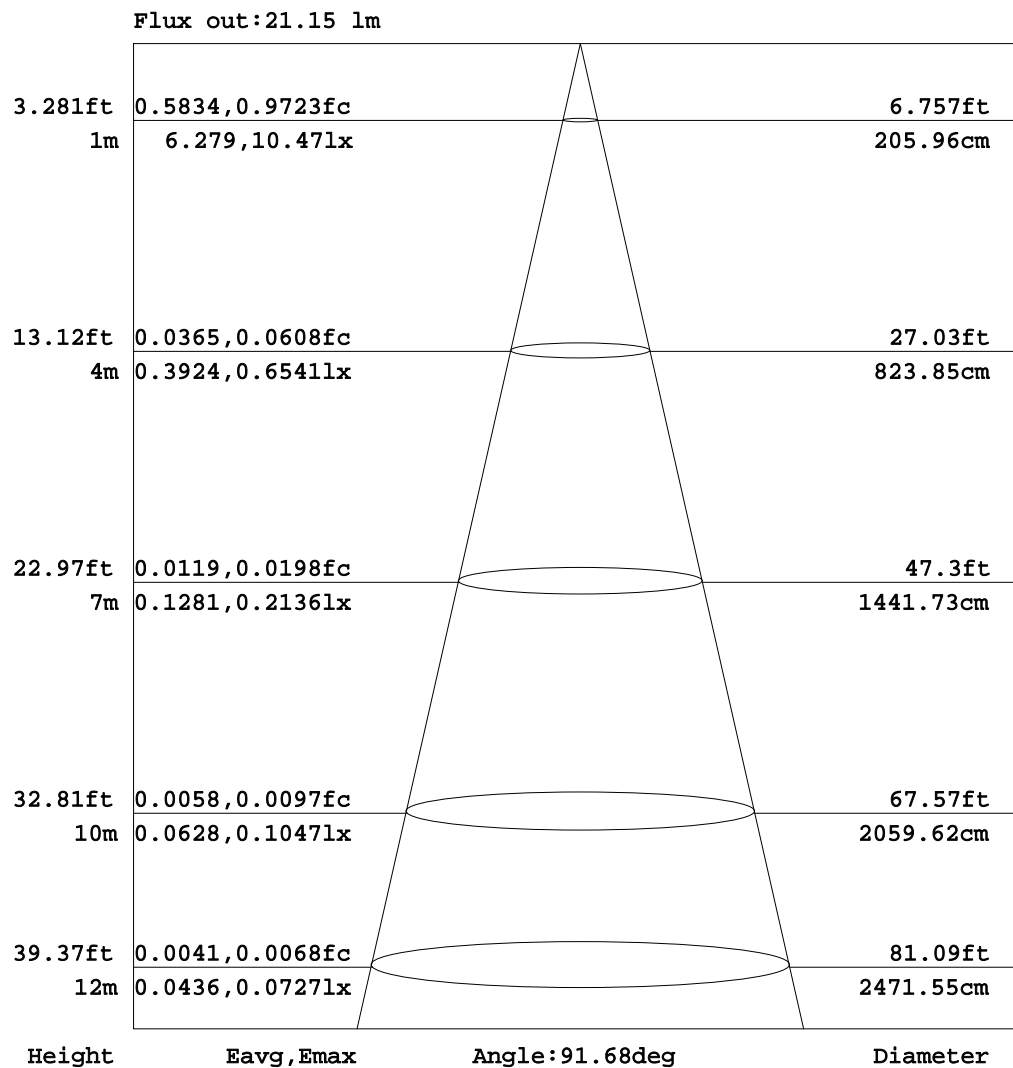 Flux out:21.15 lm
3.281ft 0.5834,0.9723fc 6.757ft
1m 6.279,10.47lx 205.96cm
13.12ft 0.0365,0.0608fc 27.03ft
4m 0.3924,0.6541lx 823.85cm
22.97ft 0.0119,0.0198fc 47.3ft
7m 0.1281,0.2136lx 1441.73cm
32.81ft 0.0058,0.0097fc 67.57ft
10m 0.0628,0.1047lx 2059.62cm
39.37ft 0.0041,0.0068fc 81.09ft
12m 0.0436,0.0727lx 2471.55cm
Height Eavg,Emax Angle:91.68deg Diameter